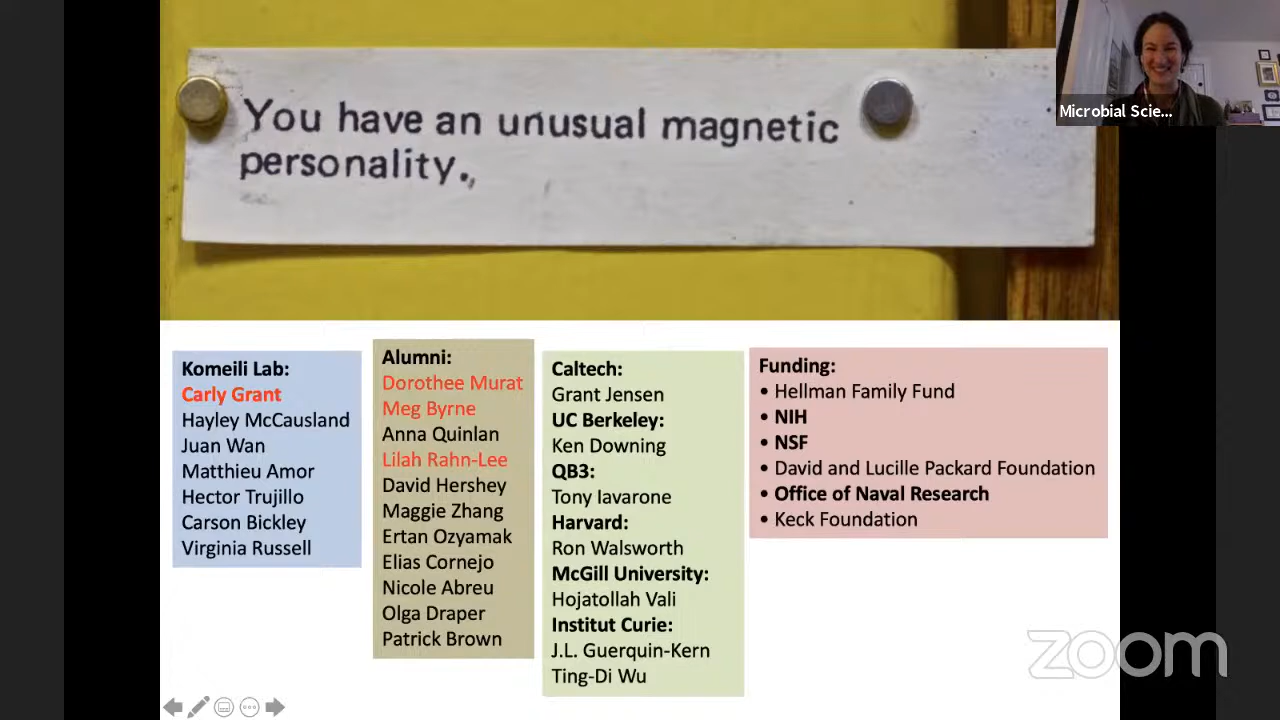 You have an unusual magnetic
personality.,
Microbial Scie...
Komeili Lab:
Carly Grant
Hayley McCausland
Juan Wan
Matthieu Amor
Hector Trujillo
Carson Bickley
Virginia Russell
Alumni:
Dorothee Murat
Meg Byrne
Anna Quinlan
Lilah Rahn-Lee
David Hershey
Maggie Zhang
Ertan Ozyamak
Elias Cornejo
Nicole Abreu
Olga Draper
Patrick Brown
Caltech:
Grant Jensen
UC Berkeley:
Ken Downing
QB3:
Tony Iavarone
Harvard:
Ron Walsworth
McGill University:
Hojatollah Vali
Institut Curie:
J.L. Guerquin-Kern
Ting-Di Wu
Funding:
• Hellman Family Fund
• NIH
• NSF
• David and Lucille Packard Foundation
• Office of Naval Research
• Keck Foundation
zoom